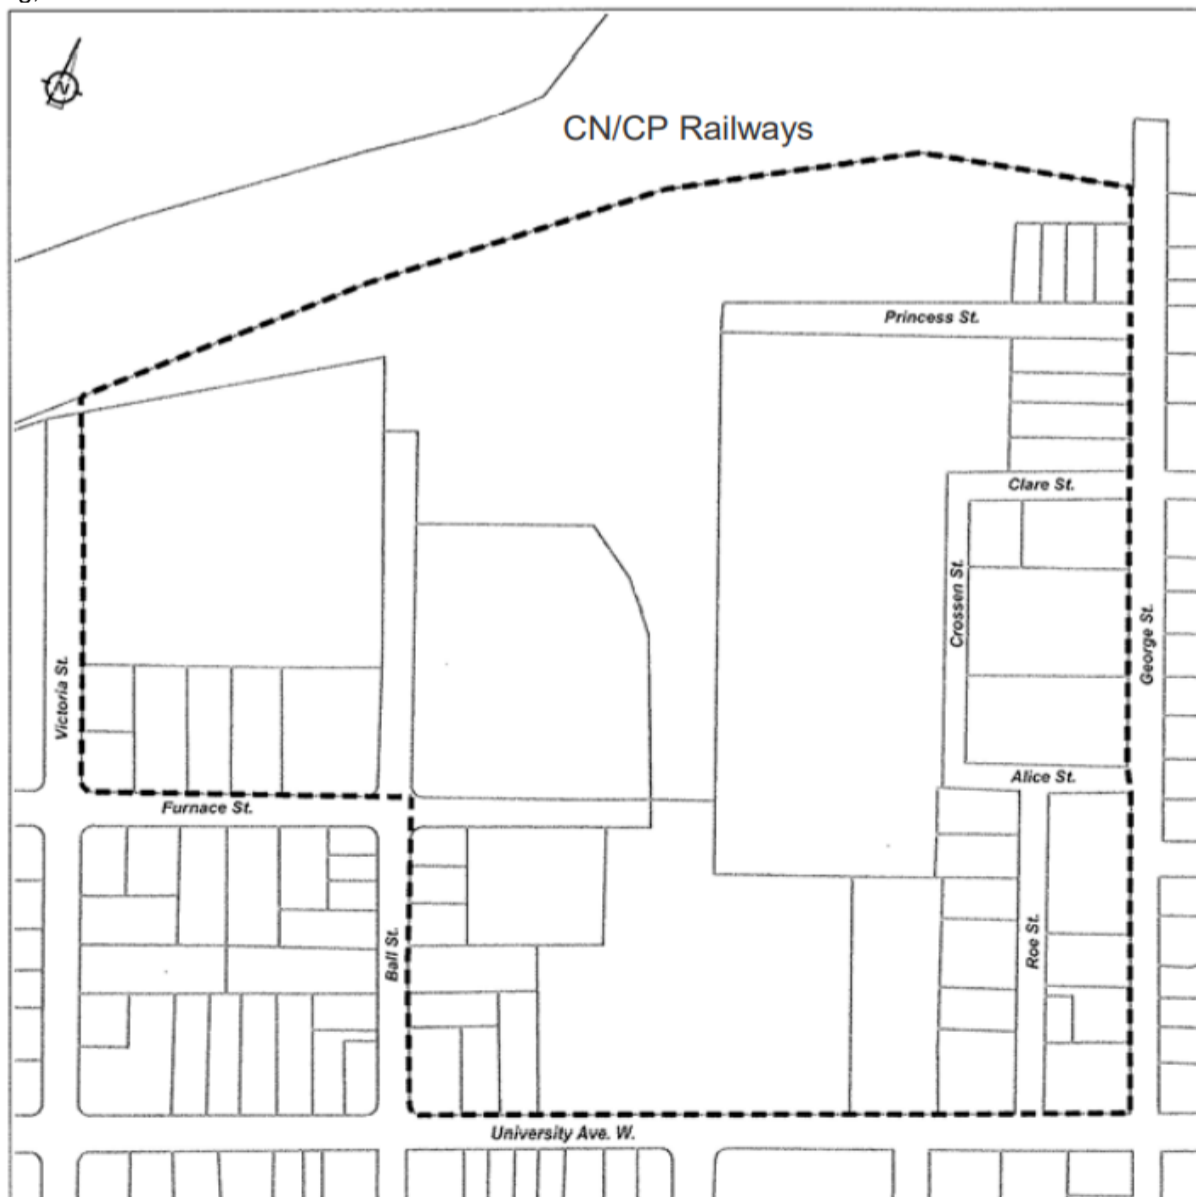 N
CN/CP Railways
Princess St.
Clare St.
Crossen St.
George St.
Victoria St.
Alice St.
Furnace St.
Ball St.
Roe St.
University Ave. W.